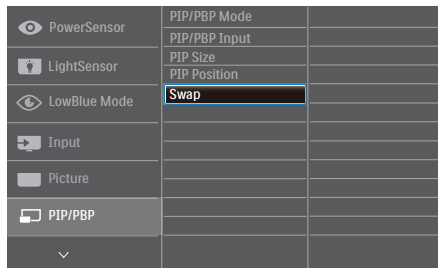 PowerSensor
LightSensor
LowBlue Mode
Input
Picture
PIP/PBP
PIP/PBP Mode
PIP/PBP Input
PIP Size
PIP Position
Swap